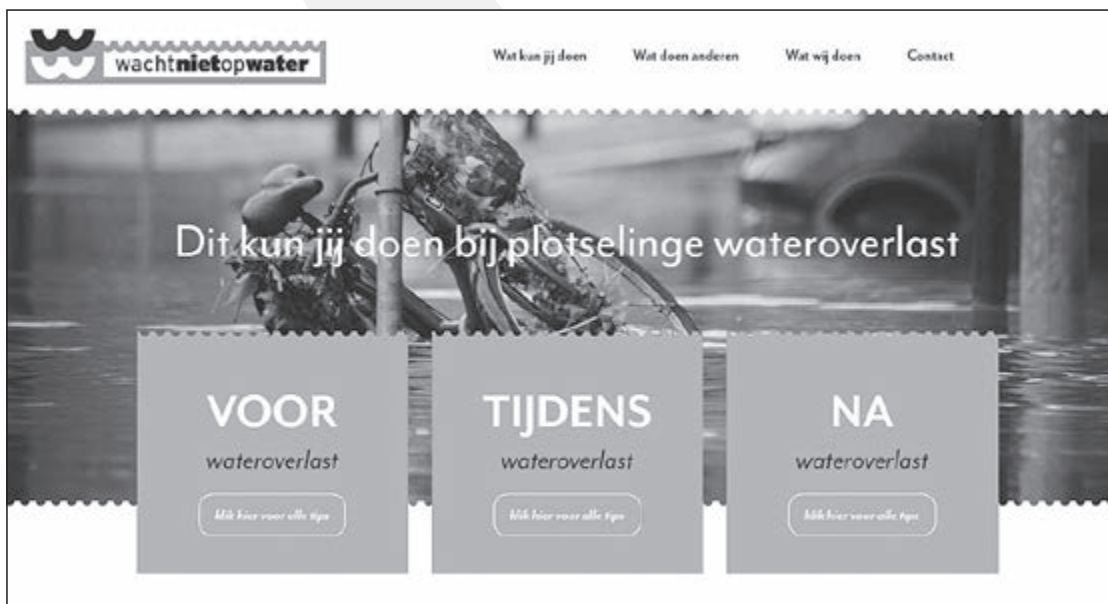 wachtnietopwater
Wat kun jij doen
Wat doen anderen
Wat wij doen
Contact
Dit kun jij doen bij plotselinge wateroverlast
VOOR
wateroverlast
klik hier voor alle tips
TIJDENS
wateroverlast
klik hier voor alle tips
NA
wateroverlast
klik hier voor alle tips